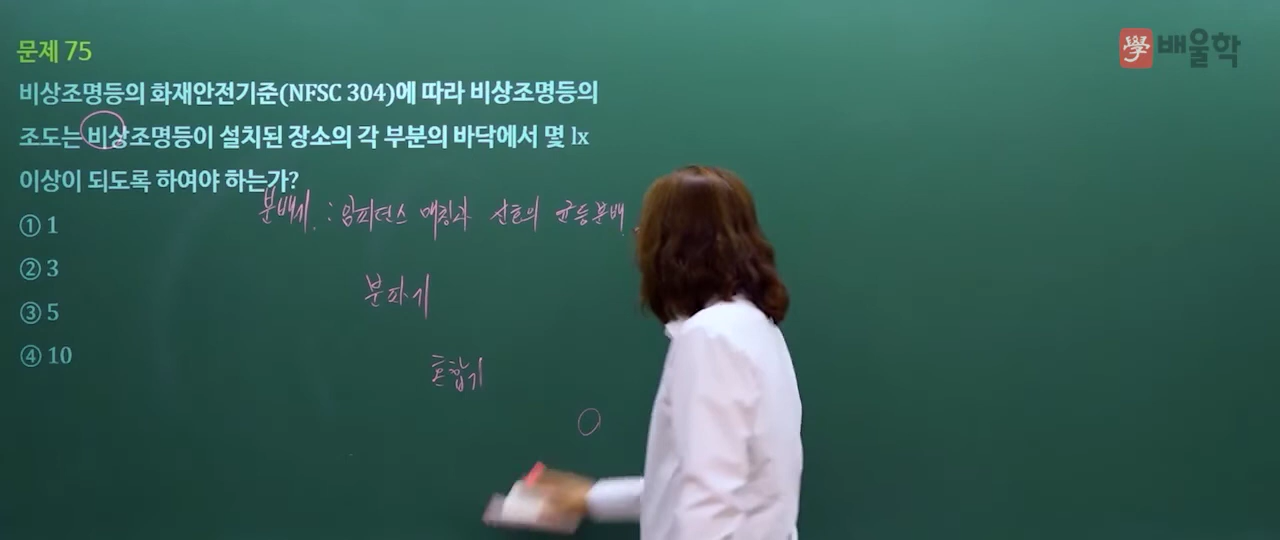 문제 75
學 배울학
비상조명등의 화재안전기준(NFSC 304)에 따라 비상조명등의
조도는 비상조명등이 설치된 장소의 각 부분의 바닥에서 몇 lx
이상이 되도록 하여야 하는가?
분배기 : 임피던스 매칭과 신호의 균등분배
① 1
② 3
분파기
③ 5
④ 10
혼합기